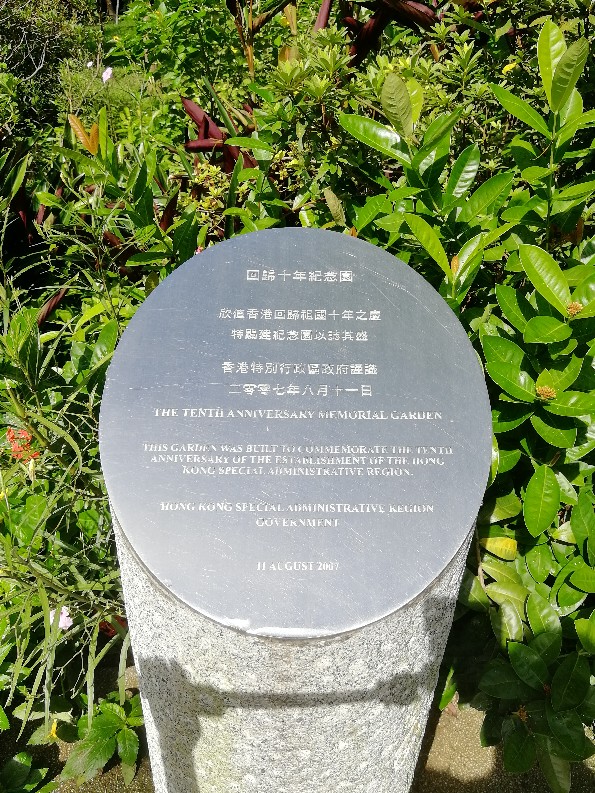 回歸十年紀念園
欣值香港回歸祖國十年之慶
特闢建紀念園以誌其盛
香港特別行政區政府謹識
二零零七年八月十一日
THE TENTH ANNIVERSARY MEMORIAL GARDEN
THIS GARDEN WAS BUILT TO COMMEMORATE THE TENTH
ANNIVERSARY OF THE ESTABLISHMENT OF THE HONG
KONG SPECIAL ADMINISTRATIVE REGION.
HONG KONG SPECIAL ADMINISTRATIVE REGION
GOVERNMENT
11 AUGUST 2007